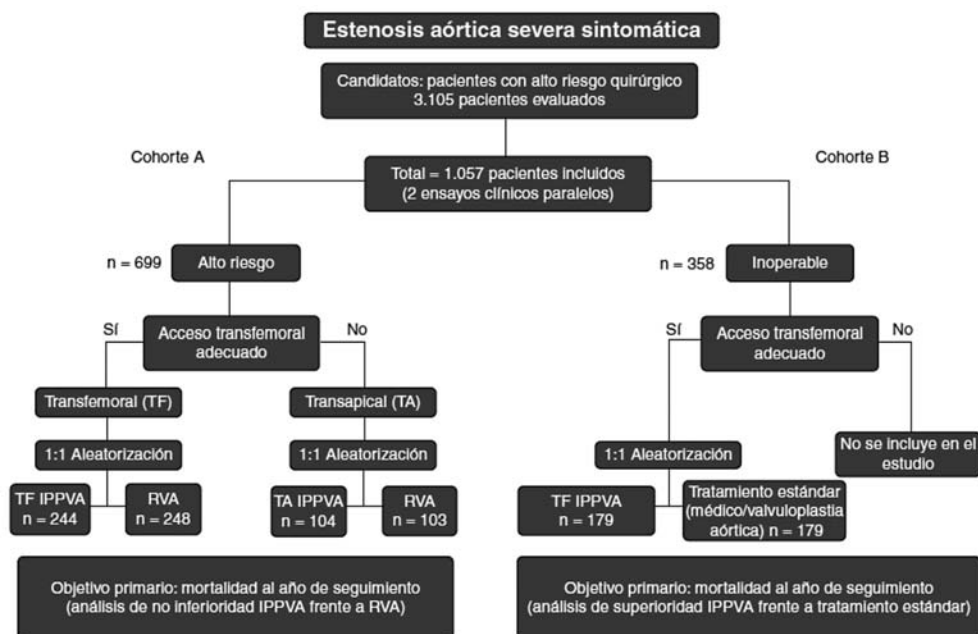 Estenosis aórtica severa sintomática
Candidatos: pacientes con alto riesgo quirúrgico
3.105 pacientes evaluados
Cohorte A
Cohorte B
Total = 1.057 pacientes incluidos
(2 ensayos clínicos paralelos)
n = 699
Alto riesgo
n = 358
Inoperable
Sí
Acceso transfemoral
adecuado
No
Sí
Acceso transfemoral
adecuado
No
Transfemoral (TF)
Transapical (TA)
1:1 Aleatorización
1:1 Aleatorización
1:1 Aleatorización
No se incluye en el
estudio
TF IPPVA
n = 244
RVA
n = 248
TA IPPVA
n = 104
RVA
n = 103
TF IPPVA
n = 179
Tratamiento estándar
(médico/valvuloplastia
aórtica) n = 179
Objetivo primario: mortalidad al año de seguimiento
(análisis de no inferioridad IPPVA frente a RVA)
Objetivo primario: mortalidad al año de seguimiento
(análisis de superioridad IPPVA frente a tratamiento estándar)